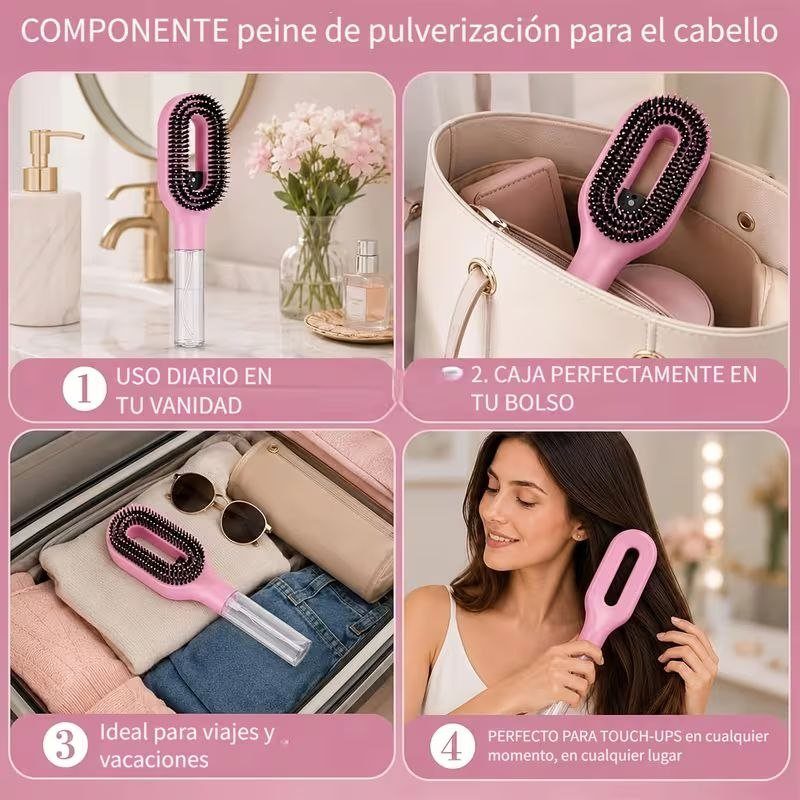 COMPONENTE peine de pulverización para el cabello
1 USO DIARIO EN
TU VANIDAD
2. CAJA PERFECTAMENTE EN
TU BOLSO
3 Ideal para viajes y
vacaciones
4 PERFECTO PARA TOUCH-UPS en cualquier
momento, en cualquier lugar